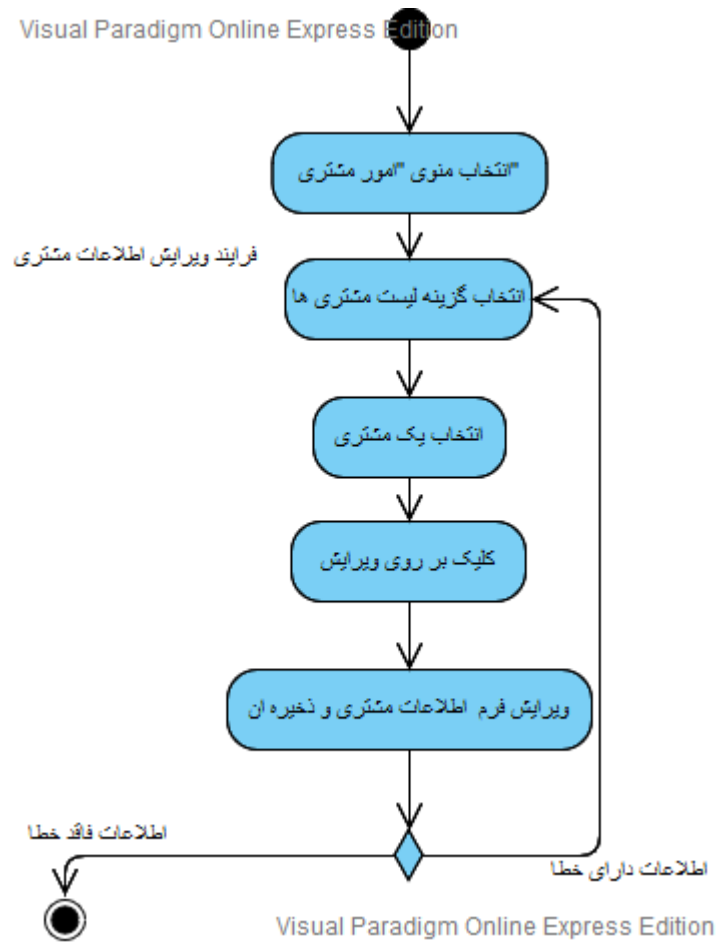 Visual Paradigm Online Express Edition
انتخاب منوی "امور مشتری"
فرایند ویرایش اطلاعات مشتری
انتخاب گزینه لیست مشتری ها
انتخاب یک مشتری
کلیک بر روی ویرایش
ویرایش فرم اطلاعات مشتری و ذخیره ان
اطلاعات فاقد خطا
اطلاعات دارای خطا
Visual Paradigm Online Express Edition